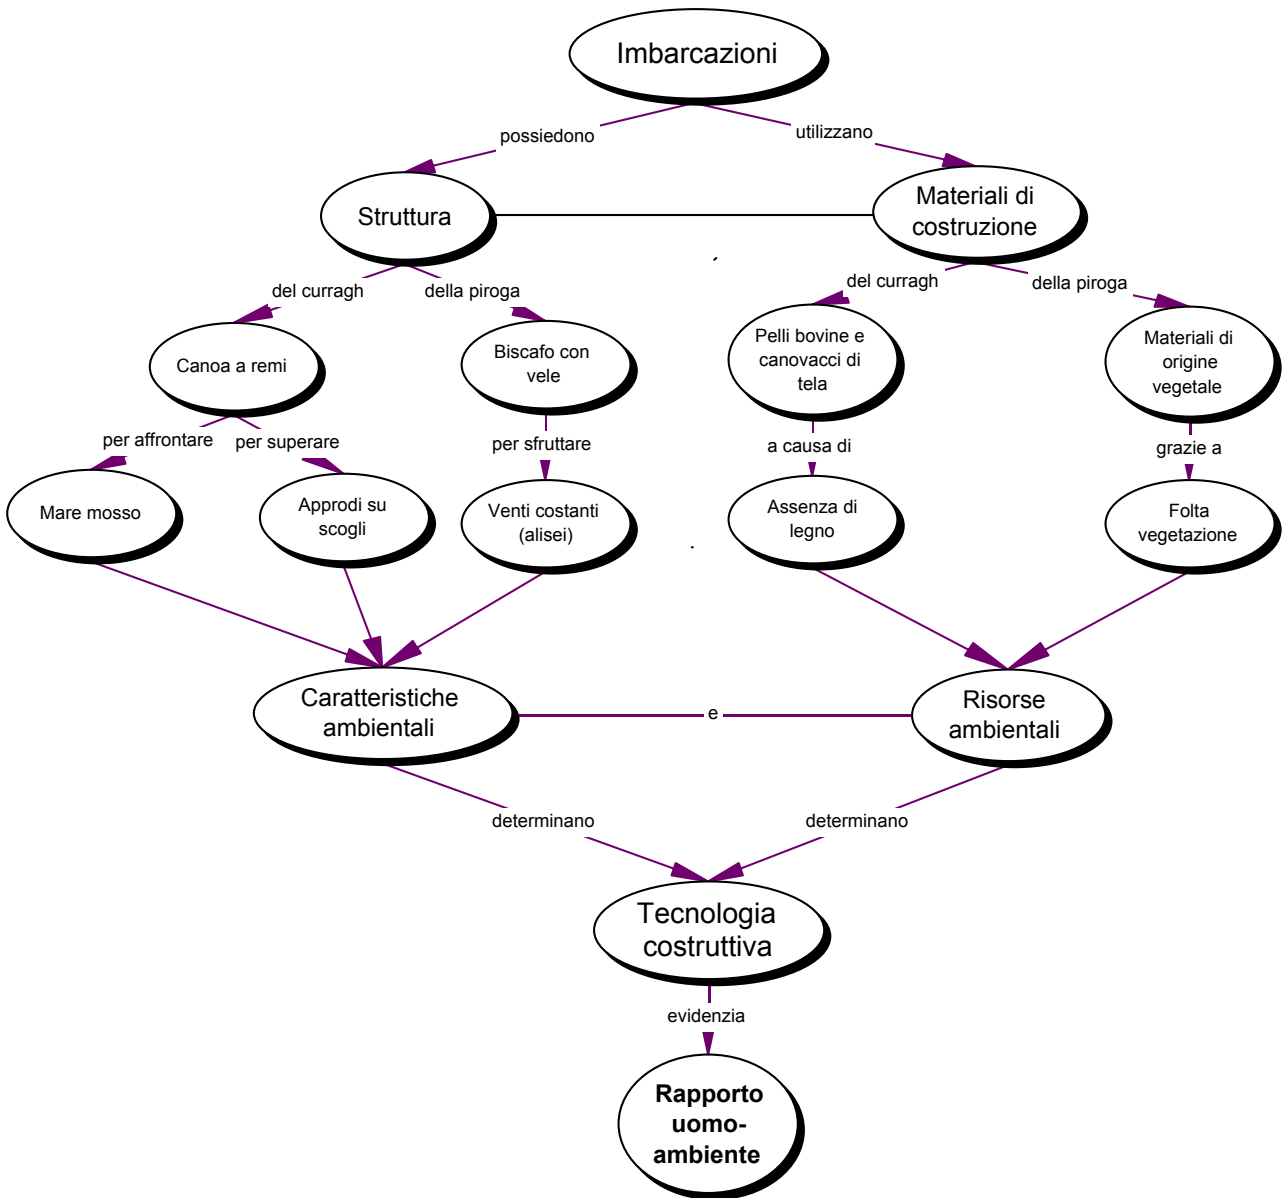 Imbarcazioni
possiedono
utilizzano
Struttura
Materiali di
costruzione
del curragh
della piroga
del curragh
della piroga
Canoa a remi
Biscafo con
vele
Pelli bovine e
canovacci di
tela
Materiali di
origine
vegetale
per affrontare
per superare
per sfruttare
a causa di
grazie a
Mare mosso
Approdi su
scogli
Venti costanti
(alisei)
Assenza di
legno
Folta
vegetazione
Caratteristiche
ambientali
e
Risorse
ambientali
determinano
determinano
Tecnologia
costruttiva
evidenzia
Rapporto
uomo-
ambiente